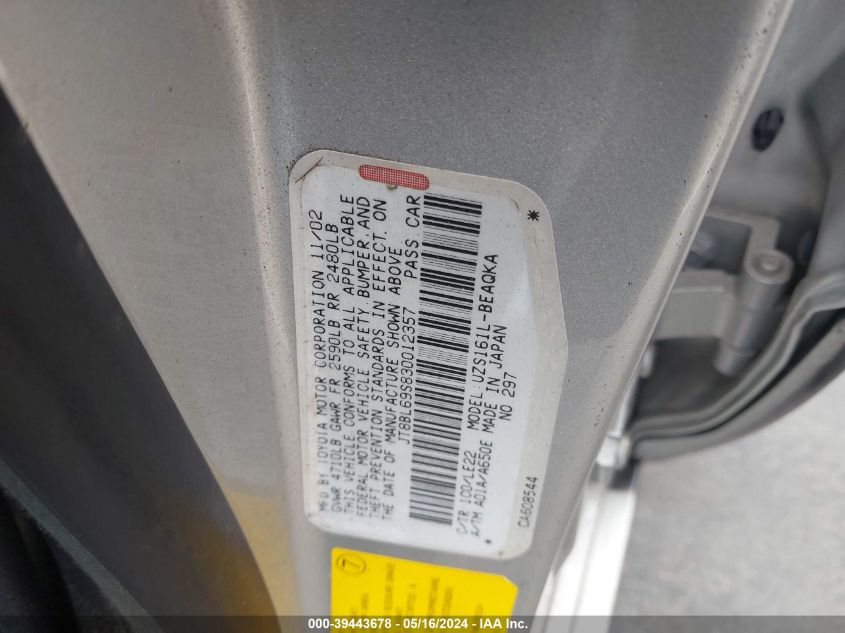 MFD BY TOYOTA MOTOR CORPORATION 11/02
GVWR 4710LB GAWR FR 2590LB RR 2480LB
THIS VEHICLE CONFORMS TO ALL APPLICABLE
FEDERAL MOTOR VEHICLE SAFETY, BUMPER, AND
THEFT PREVENTION STANDARDS IN EFFECT ON
THE DATE OF MANUFACTURE SHOWN ABOVE
JT8BL69S830012357 PASS CAR
*
C/TR 1C0/LE22 MODEL: UZS161L-BEAQKA
A/TM A01A/A650E MADE IN JAPAN
* NO 297
CA608544
7
000-39443678 - 05/16/2024 - IAA Inc.